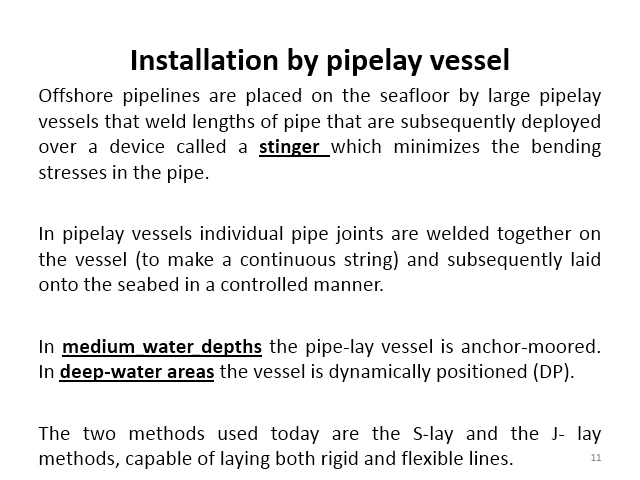 Installation by pipelay vessel
Offshore pipelines are placed on the seafloor by large pipelay
vessels that weld lengths of pipe that are subsequently deployed
over a device called a stinger which minimizes the bending
stresses in the pipe.
In pipelay vessels individual pipe joints are welded together on
the vessel (to make a continuous string) and subsequently laid
onto the seabed in a controlled manner.
In medium water depths the pipe-lay vessel is anchor-moored.
In deep-water areas the vessel is dynamically positioned (DP).
The two methods used today are the S-lay and the J- lay
methods, capable of laying both rigid and flexible lines.
11